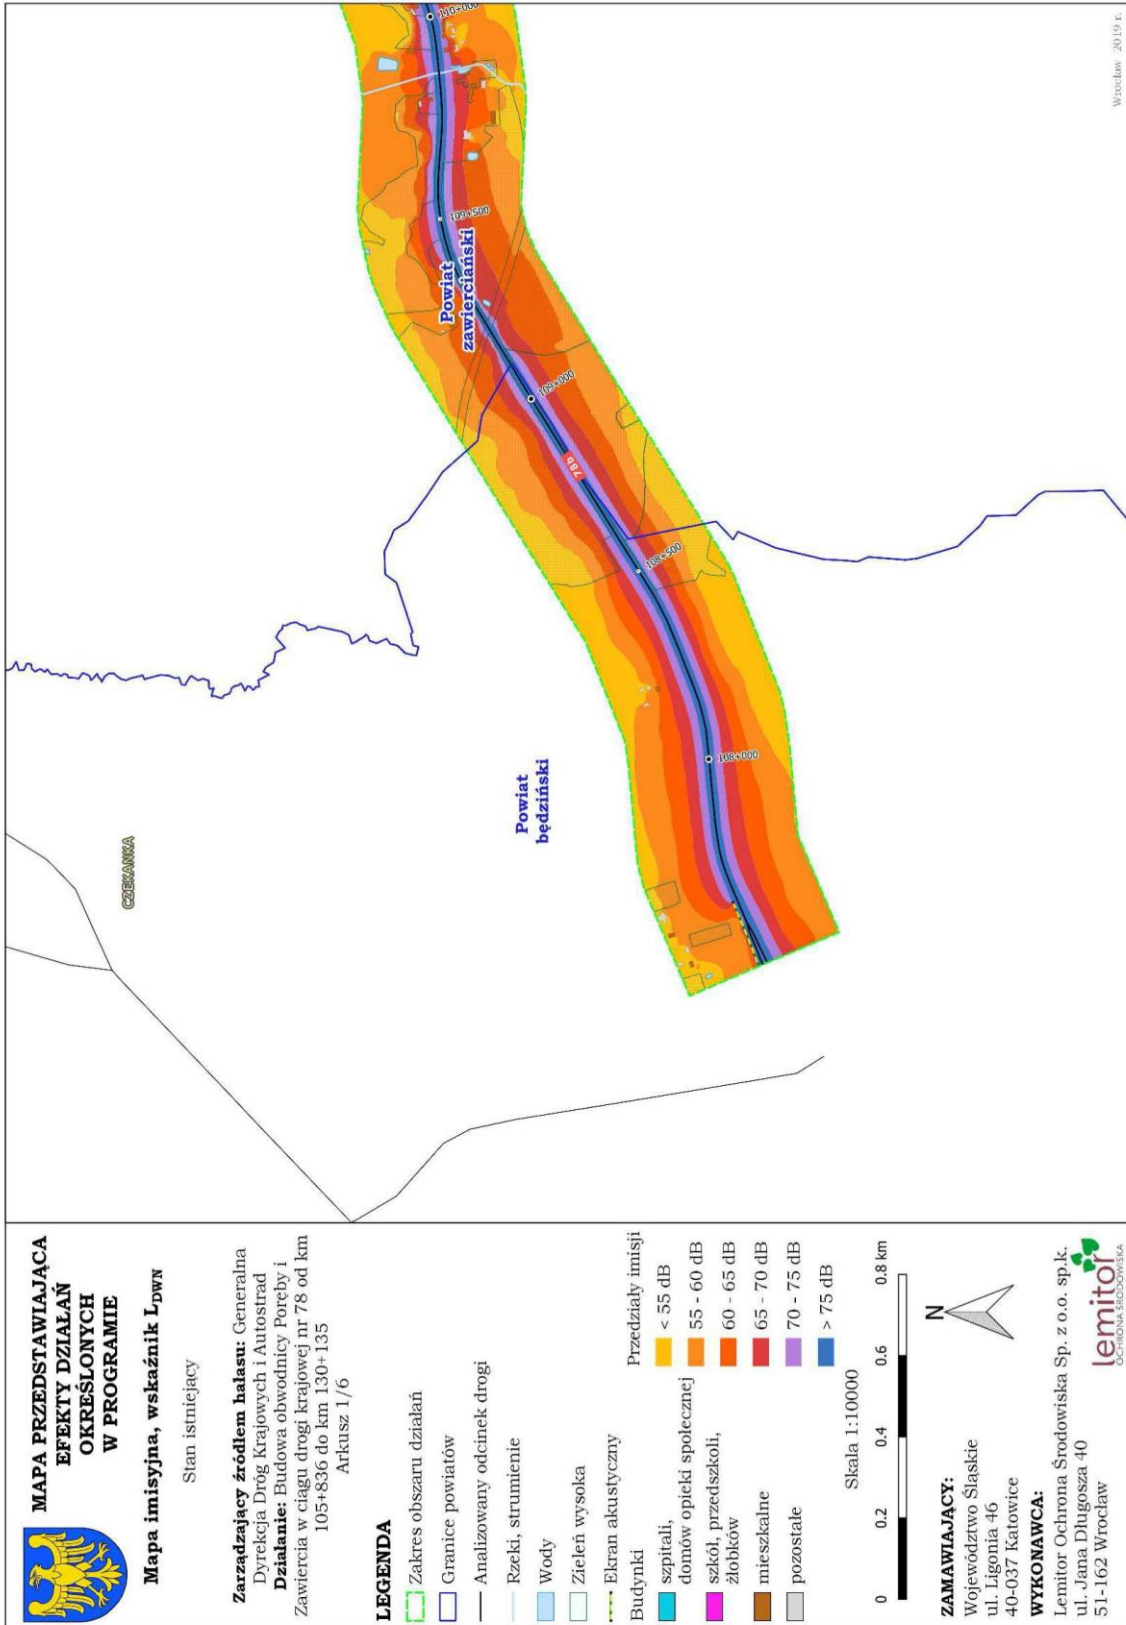 MAPA PRZEDSTAWIAJĄCA
EFEKTY DZIAŁAŃ
OKREŚLONYCH
W PROGRAMIE
Mapa imisyjna, wskaźnik LDWN
Stan istniejący
Zarządzający źródłem hałasu: Generalna
Dyrekcja Dróg Krajowych i Autostrad
Działanie: Budowa obwodnicy Poręby i
Zawiercia w ciągu drogi krajowej nr 78 od km
105+836 do km 130+135
Arkusz 1/6
LEGENDA
Zakres obszaru działań
Granice powiatów
Analizowany odcinek drogi
Rzeki, strumienie
Wody
Zieleń wysoka
Ekran akustyczny
Budynki
szpitali,
domów opieki społecznej
szkół, przedszkoli,
żłobków
mieszkalne
pozostałe
Przedziały imisji
< 55 dB
55 - 60 dB
60 - 65 dB
65 - 70 dB
70 - 75 dB
> 75 dB
Skala 1:10000
0
0.2
0.4
0.6
0.8 km
N
ZAMAWIAJĄCY:
Województwo Śląskie
ul. Ligonia 46
40-037 Katowice
WYKONAWCA:
Lemitor Ochrona Środowiska Sp. z o.o. sp.k.
ul. Jana Długosza 40
51-162 Wrocław
lemitor
OCHRONA ŚRODOWISKA
CZEKANKA
Powiat
będziński
Powiat
zawierciański
108+000
108+500
78b
109+000
109+500
110+000
Wrocław 2019 r.